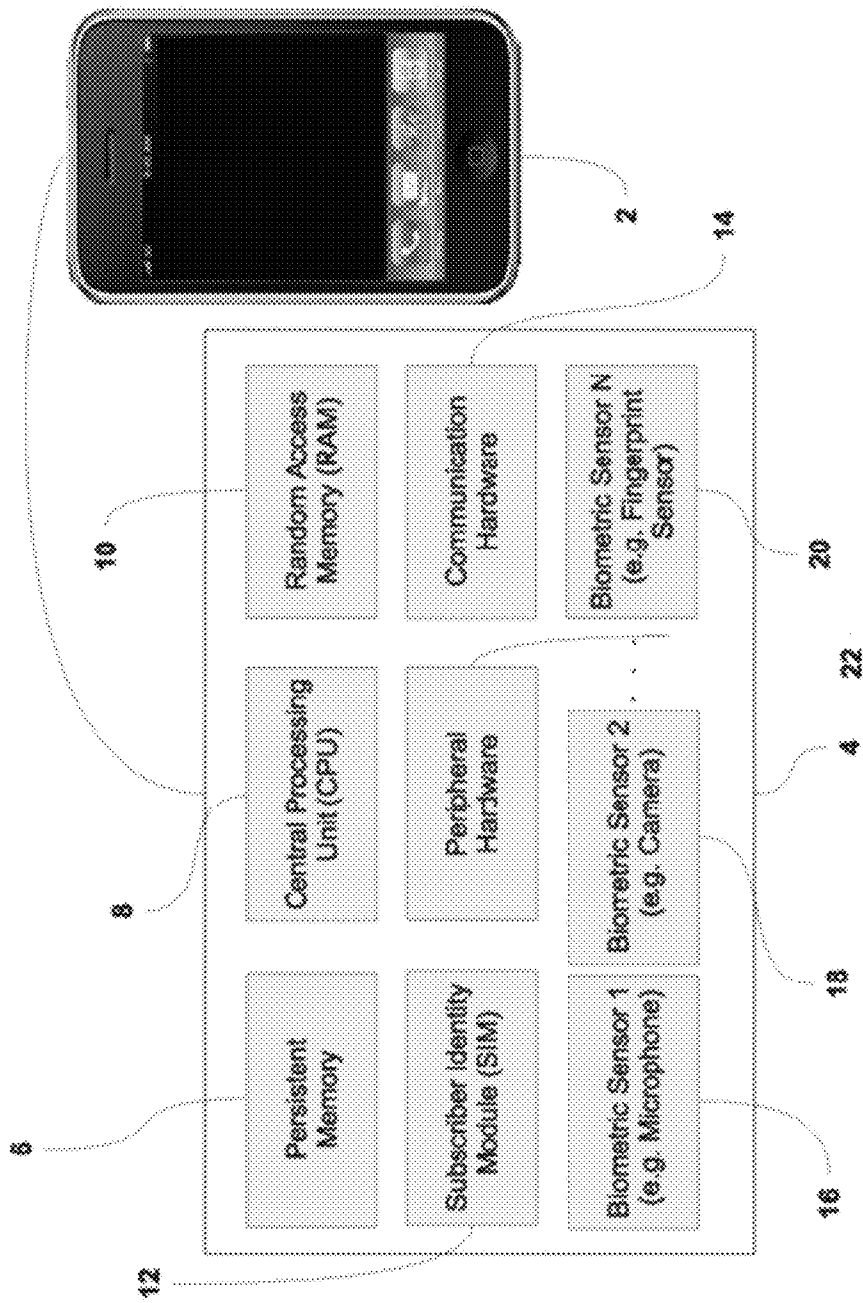 6
8
10
12
Persistent
Memory
Central Processing
Unit (CPU)
Random Access
Memory (RAM)
Subscriber Identity
Module (SIM)
Peripheral
Hardware
Communication
Hardware
Biometric Sensor 1
(e.g. Microphone)
Biometric Sensor 2
(e.g. Camera)
Biometric Sensor N
(e.g. Fingerprint
Sensor)
2
14
16
18
4
22
20